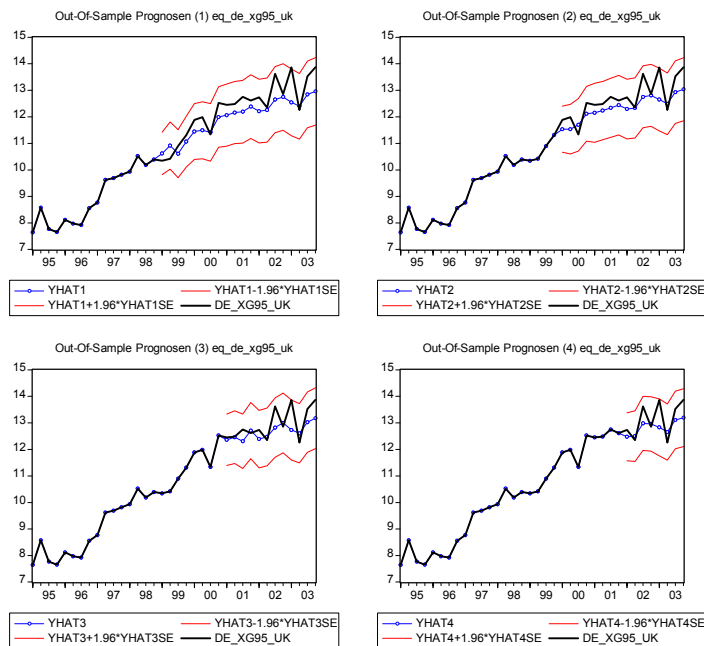 Out-Of-Sample Prognosen (1) eq_de_xg95_uk
15
14
13
12
11
10
9
8
7
95 96 97 98 99 00 01 02 03
YHAT1 YHAT1-1.96*YHAT1SE
YHAT1+1.96*YHAT1SE DE_XG95_UK
Out-Of-Sample Prognosen (2) eq_de_xg95_uk
15
14
13
12
11
10
9
8
7
95 96 97 98 99 00 01 02 03
YHAT2 YHAT2-1.96*YHAT2SE
YHAT2+1.96*YHAT2SE DE_XG95_UK
Out-Of-Sample Prognosen (3) eq_de_xg95_uk
15
14
13
12
11
10
9
8
7
95 96 97 98 99 00 01 02 03
YHAT3 YHAT3-1.96*YHAT3SE
YHAT3+1.96*YHAT3SE DE_XG95_UK
Out-Of-Sample Prognosen (4) eq_de_xg95_uk
15
14
13
12
11
10
9
8
7
95 96 97 98 99 00 01 02 03
YHAT4 YHAT4-1.96*YHAT4SE
YHAT4+1.96*YHAT4SE DE_XG95_UK